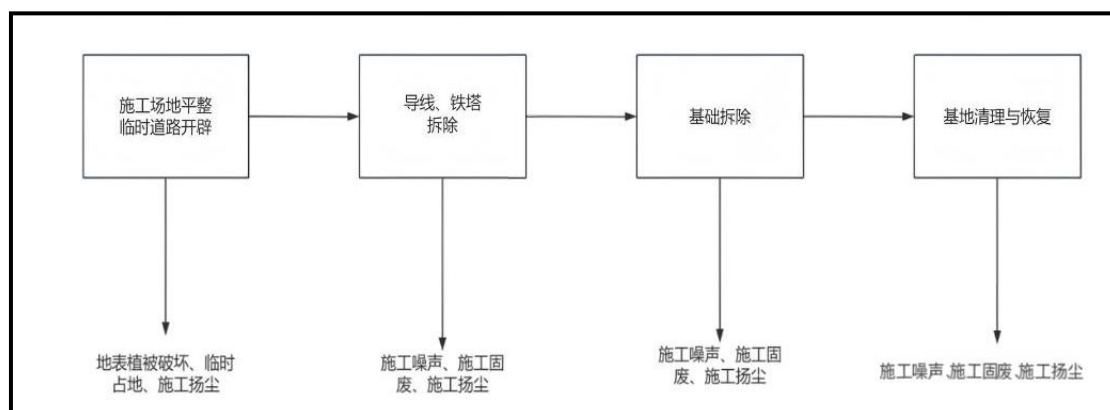 施工场地平整
临时道路开辟
导线、铁塔
拆除
基础拆除
基地清理与恢复
地表植被破坏、临时
占地、施工扬尘
施工噪声、施工固
废、施工扬尘
施工噪声、施工固
废、施工扬尘
施工噪声、施工固废、施工扬尘